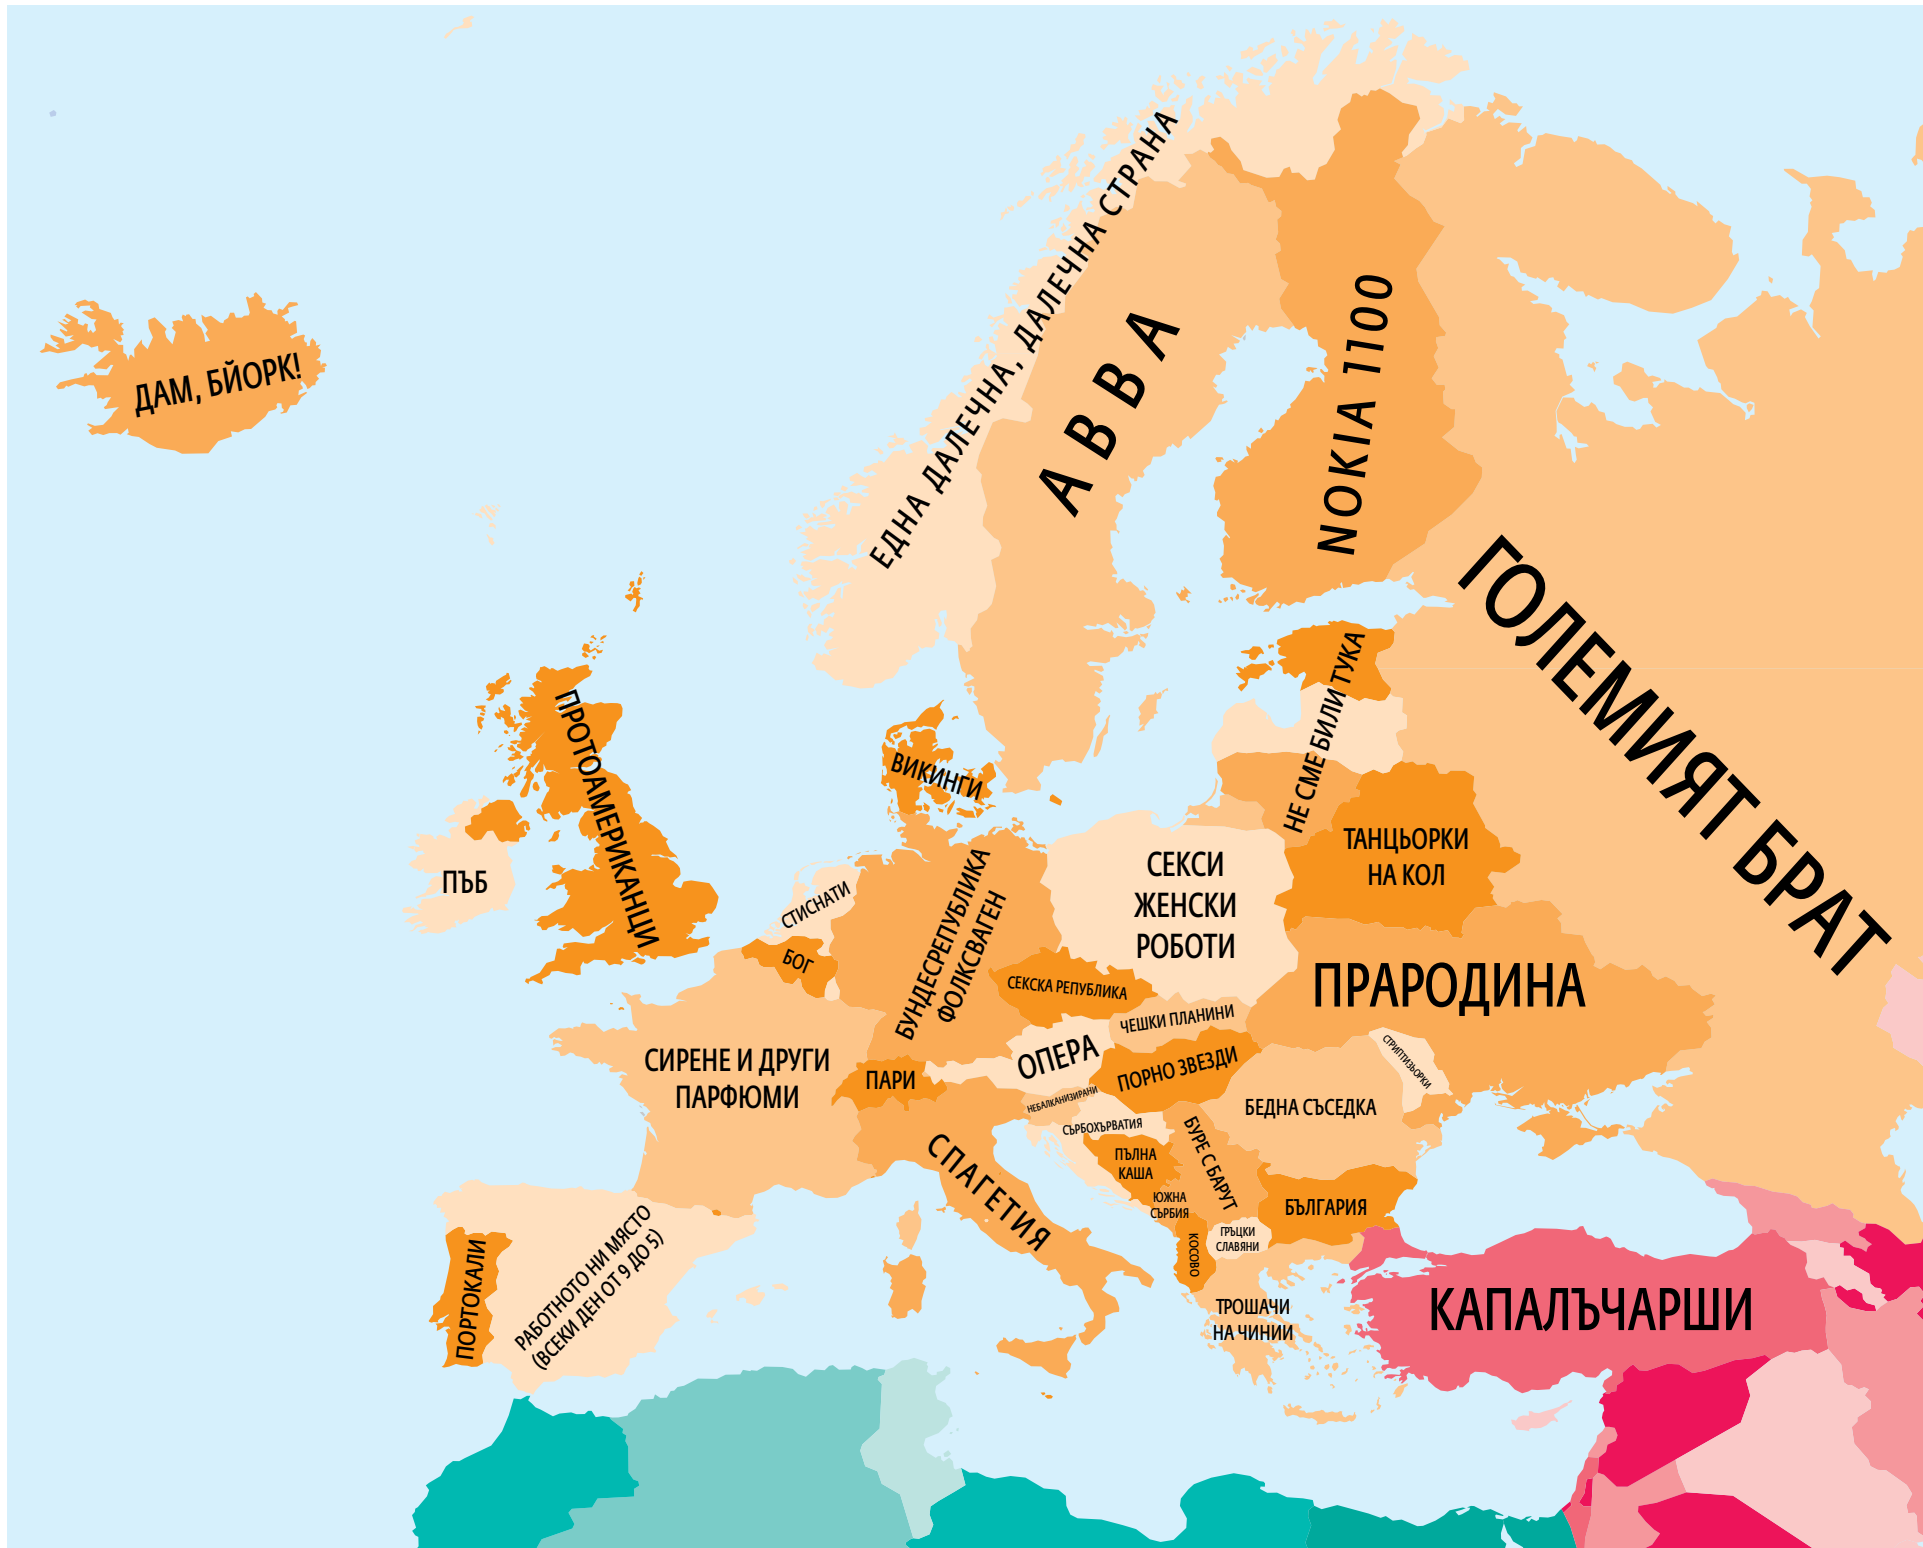 ДАМ, БЙОРК!
ЕДНА ДАЛЕЧНА, ДАЛЕЧНА СТРАНА
ABBA
NOKIA 1100
ГОЛЕМИЯТ БРАТ
НЕ СМЕ БИЛИ ТУКА
ПРОТОАМЕРИКАНЦИ
ПЪБ
ВИКИНГИ
СТИСНАТИ
БОГ
БУНДЕСРЕПУБЛИКА
ФОЛКСВАГЕН
СЕКСИ
ЖЕНСКИ
РОБОТИ
ТАНЦЬОРКИ
НА КОЛ
ПРАРОДИНА
СЕКСКА РЕПУБЛИКА
ЧЕШКИ ПЛАНИНИ
ОПЕРА
ПОРНО ЗВЕЗДИ
СТРИПТИЗЬОРКИ
СИРЕНЕ И ДРУГИ
ПАРФЮМИ
ПАРИ
НЕБАЛКАНИЗИРАНИ
СЪРБОХЪРВАТИЯ
БЕДНА СЪСЕДКА
СПАГЕТИЯ
ПЪЛНА
КАША
БУРЕ С БАРУТ
ЮЖНА
СЪРБИЯ
БЪЛГАРИЯ
КОСОВО
ГРЪЦКИ
СЛАВЯНИ
ПОРТОКАЛИ
РАБОТНОТО НИ МЯСТО
(ВСЕКИ ДЕН ОТ 9 ДО 5)
ТРОШАЧИ
НА ЧИНИИ
КАПАЛЪЧАРШИ